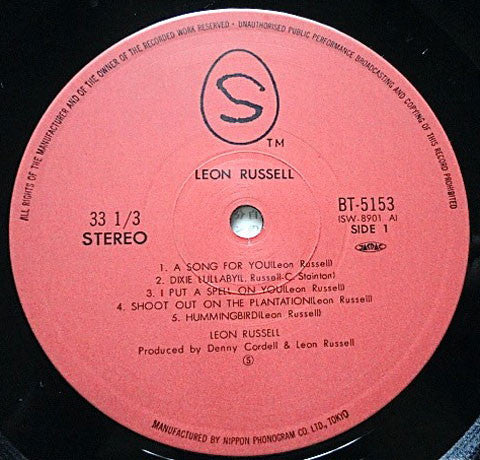 ALL RIGHTS OF THE MANUFACTURER AND OF THE OWNER OF THE RECORDED WORK RESERVED • UNAUTHORISED PUBLIC PERFORMANCE BROADCASTING AND COPYING OF THIS RECORD PROHIBITED
S
TM
LEON RUSSELL
33 1/3
STEREO
BT-5153
ISW-8901 A1
SIDE 1
JASRAC
1. A SONG FOR YOU(Leon Russell)
2. DIXIE LULLABY(L. Russell-C Stainton)
3. I PUT A SPELL ON YOU(Leon Russell)
4. SHOOT OUT ON THE PLANTATION(Leon Russell)
5. HUMMINGBIRD(Leon Russell)
LEON RUSSELL
Produced by Denny Cordell & Leon Russell
Ⓢ
MANUFACTURED BY NIPPON PHONOGRAM CO. LTD., TOKYO